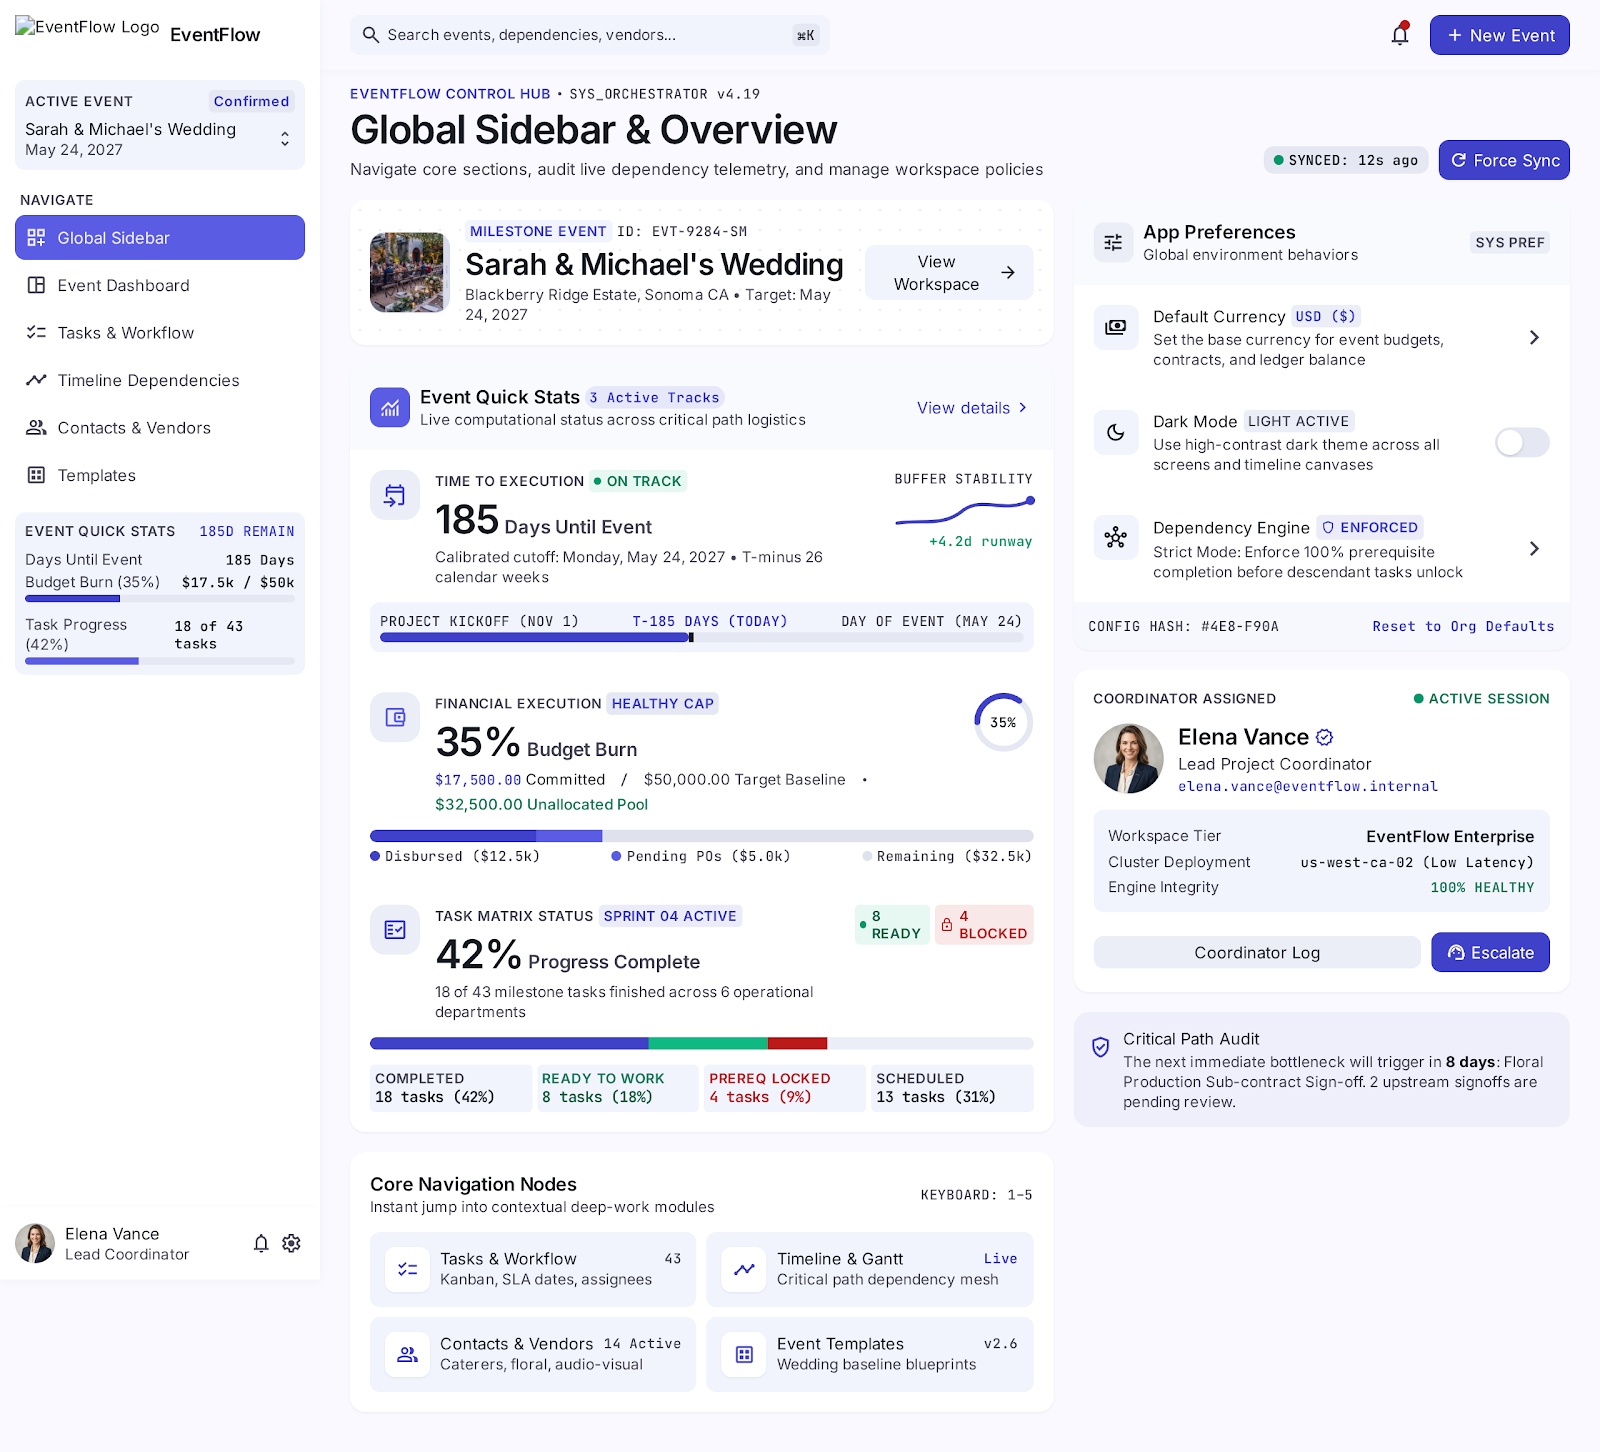 EventFlow Logo
EventFlow
ACTIVE EVENT
Confirmed
Sarah & Michael's Wedding
May 24, 2027
NAVIGATE
Global Sidebar
Event Dashboard
Tasks & Workflow
Timeline Dependencies
Contacts & Vendors
Templates
EVENT QUICK STATS
185D REMAIN
Days Until Event
185 Days
Budget Burn (35%)
$17.5k / $50k
Task Progress
(42%)
18 of 43
tasks
Elena Vance
Lead Coordinator
Search events, dependencies, vendors...
⌘K
New Event
EVENTFLOW CONTROL HUB • SYS_ORCHESTRATOR v4.19
Global Sidebar & Overview
Navigate core sections, audit live dependency telemetry, and manage workspace policies
SYNCED: 12s ago
Force Sync
MILESTONE EVENT ID: EVT-9284-SM
Sarah & Michael's Wedding
Blackberry Ridge Estate, Sonoma CA • Target: May
24, 2027
View
Workspace
Event Quick Stats 3 Active Tracks
Live computational status across critical path logistics
View details
TIME TO EXECUTION ON TRACK
185 Days Until Event
Calibrated cutoff: Monday, May 24, 2027 • T-minus 26
calendar weeks
BUFFER STABILITY
+4.2d runway
PROJECT KICKOFF (NOV 1)
T-185 DAYS (TODAY)
DAY OF EVENT (MAY 24)
FINANCIAL EXECUTION HEALTHY CAP
35% Budget Burn
$17,500.00 Committed / $50,000.00 Target Baseline •
$32,500.00 Unallocated Pool
35%
Disbursed ($12.5k)
Pending POs ($5.0k)
Remaining ($32.5k)
TASK MATRIX STATUS SPRINT 04 ACTIVE
42% Progress Complete
18 of 43 milestone tasks finished across 6 operational
departments
8
READY
4
BLOCKED
COMPLETED
18 tasks (42%)
READY TO WORK
8 tasks (18%)
PREREQ LOCKED
4 tasks (9%)
SCHEDULED
13 tasks (31%)
Core Navigation Nodes
Instant jump into contextual deep-work modules
KEYBOARD: 1–5
Tasks & Workflow
43
Kanban, SLA dates, assignees
Timeline & Gantt
Live
Critical path dependency mesh
Contacts & Vendors
14 Active
Caterers, floral, audio-visual
Event Templates
v2.6
Wedding baseline blueprints
App Preferences
Global environment behaviors
SYS PREF
Default Currency USD ($)
Set the base currency for event budgets,
contracts, and ledger balance
Dark Mode LIGHT ACTIVE
Use high-contrast dark theme across all
screens and timeline canvases
Dependency Engine ENFORCED
Strict Mode: Enforce 100% prerequisite
completion before descendant tasks unlock
CONFIG HASH: #4E8-F90A
Reset to Org Defaults
COORDINATOR ASSIGNED
ACTIVE SESSION
Elena Vance
Lead Project Coordinator
elena.vance@eventflow.internal
Workspace Tier
EventFlow Enterprise
Cluster Deployment
us-west-ca-02 (Low Latency)
Engine Integrity
100% HEALTHY
Coordinator Log
Escalate
Critical Path Audit
The next immediate bottleneck will trigger in 8 days: Floral
Production Sub-contract Sign-off. 2 upstream signoffs are
pending review.